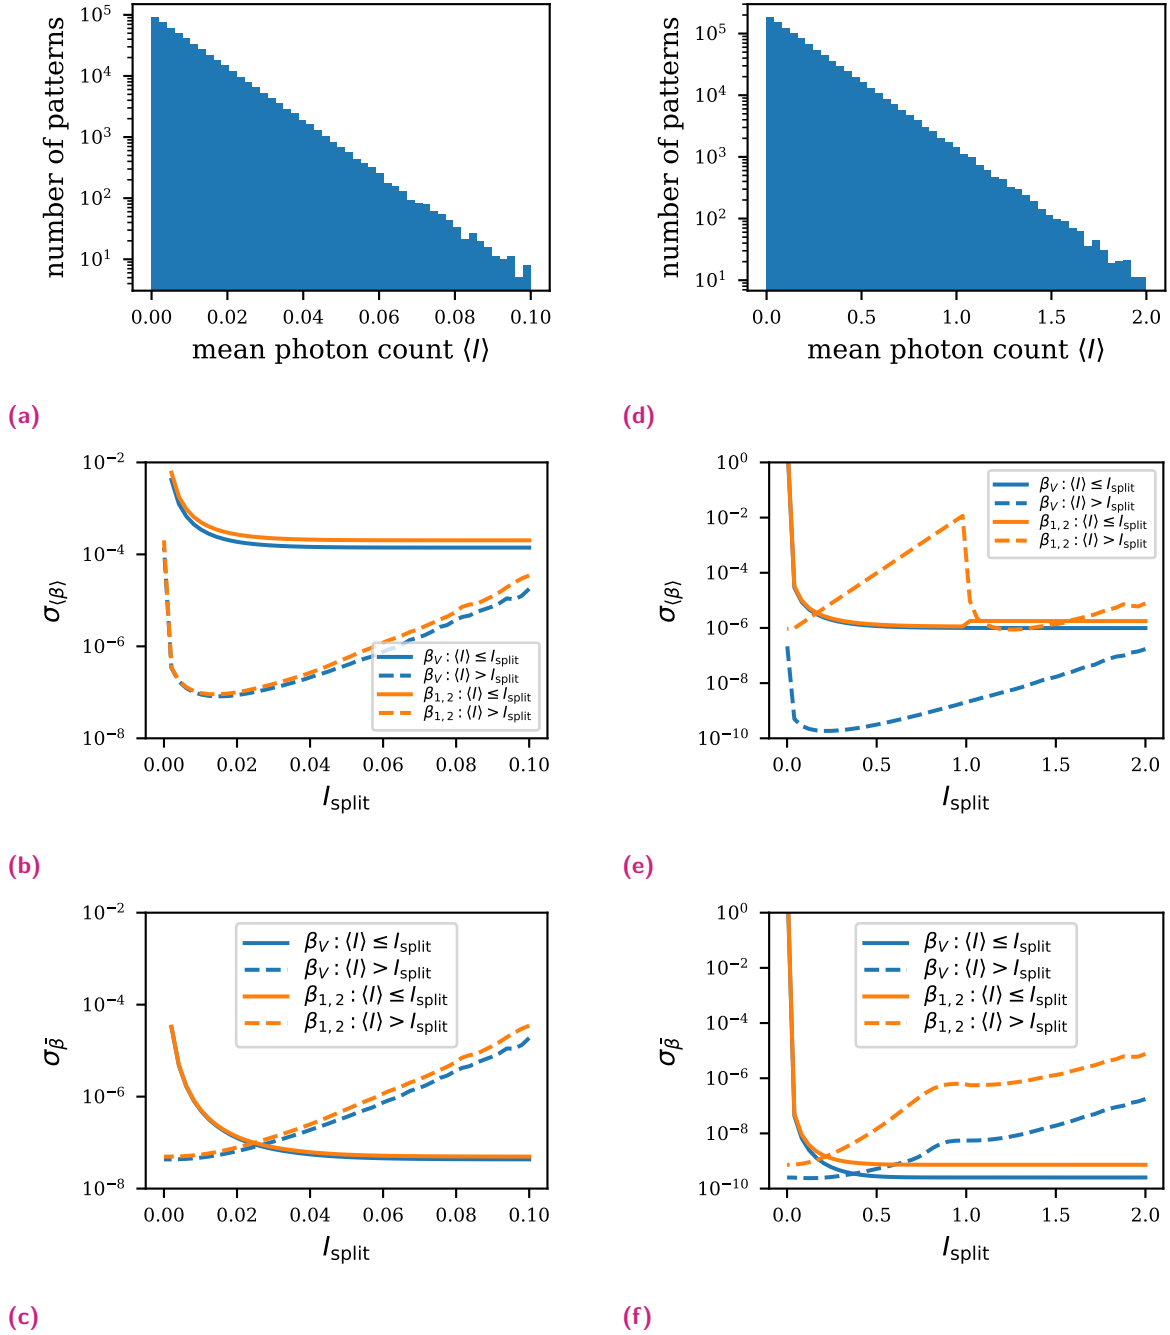 10^5
10^4
10^3
10^2
10^1
number of patterns
0.00 0.02 0.04 0.06 0.08 0.10
mean photon count ⟨I⟩
(a)
10^5
10^4
10^3
10^2
10^1
number of patterns
0.0 0.5 1.0 1.5 2.0
mean photon count ⟨I⟩
(d)
10^−2
10^−4
10^−6
10^−8
σ⟨β⟩
β_V : ⟨I⟩ ≤ I_split
β_V : ⟨I⟩ > I_split
β_1,2 : ⟨I⟩ ≤ I_split
β_1,2 : ⟨I⟩ > I_split
0.00 0.02 0.04 0.06 0.08 0.10
I_split
(b)
10^0
10^−2
10^−4
10^−6
10^−8
10^−10
σ⟨β⟩
β_V : ⟨I⟩ ≤ I_split
β_V : ⟨I⟩ > I_split
β_1,2 : ⟨I⟩ ≤ I_split
β_1,2 : ⟨I⟩ > I_split
0.0 0.5 1.0 1.5 2.0
I_split
(e)
10^−2
10^−4
10^−6
10^−8
σ_β̄
β_V : ⟨I⟩ ≤ I_split
β_V : ⟨I⟩ > I_split
β_1,2 : ⟨I⟩ ≤ I_split
β_1,2 : ⟨I⟩ > I_split
0.00 0.02 0.04 0.06 0.08 0.10
I_split
(c)
10^0
10^−2
10^−4
10^−6
10^−8
10^−10
σ_β̄
β_V : ⟨I⟩ ≤ I_split
β_V : ⟨I⟩ > I_split
β_1,2 : ⟨I⟩ ≤ I_split
β_1,2 : ⟨I⟩ > I_split
0.0 0.5 1.0 1.5 2.0
I_split
(f)